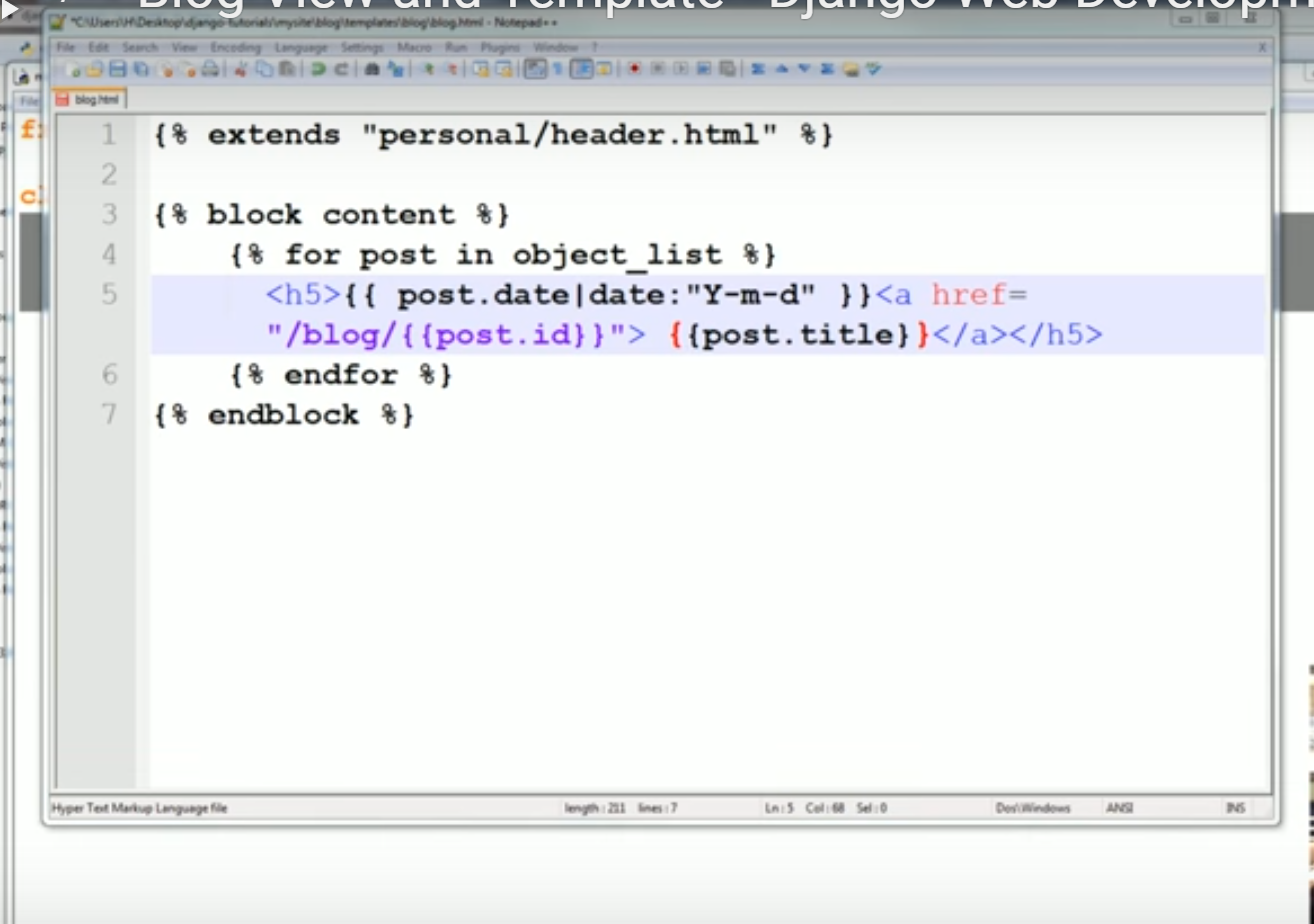 Blog View and Template - Django Web Developm
*C:\Users\H\Desktop\django-tutorials\mysite\blog\templates\blog\blog.html - Notepad++
File Edit Search View Encoding Language Settings Macro Run Plugins Window ?
X
blog.html
File
1 {% extends "personal/header.html" %}
2
3 {% block content %}
4 {% for post in object_list %}
5 <h5>{{ post.date|date:"Y-m-d" }}<a href=
"/blog/{{post.id}}"> {{post.title}}</a></h5>
6 {% endfor %}
7 {% endblock %}
Hyper Text Markup Language file length : 211 lines : 7 Ln : 5 Col : 68 Sel : 0 Dos\Windows ANSI INS